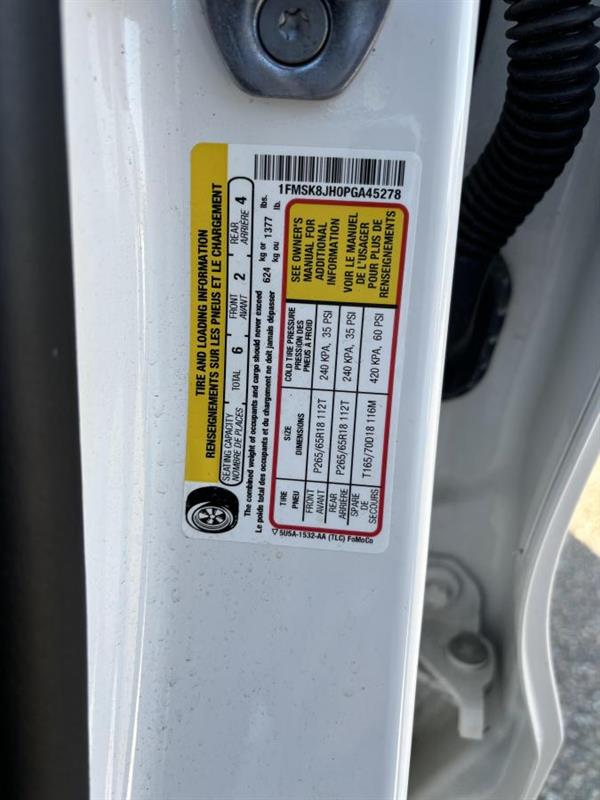 1FMSK8JH0PGA45278
TIRE AND LOADING INFORMATION
RENSEIGNEMENTS SUR LES PNEUS ET LE CHARGEMENT
SEATING CAPACITY
NOMBRE DE PLACES
TOTAL 6
FRONT
AVANT 2
REAR
ARRIÈRE 4
The combined weight of occupants and cargo should never exceed
Le poids total des occupants et du chargement ne doit jamais dépasser
624 kg or 1377 lbs.
kg ou lb.
TIRE
PNEU
SIZE
DIMENSIONS
COLD TIRE PRESSURE
PRESSION DES
PNEUS À FROID
FRONT
AVANT
P265/65R18 112T
240 KPA, 35 PSI
REAR
ARRIÈRE
P265/65R18 112T
240 KPA, 35 PSI
SPARE
DE
SECOURS
T165/70D18 116M
420 KPA, 60 PSI
SEE OWNER'S
MANUAL FOR
ADDITIONAL
INFORMATION
VOIR LE MANUEL
DE L'USAGER
POUR PLUS DE
RENSEIGNEMENTS
5U5A-1532-AA (TLC) FoMoCo